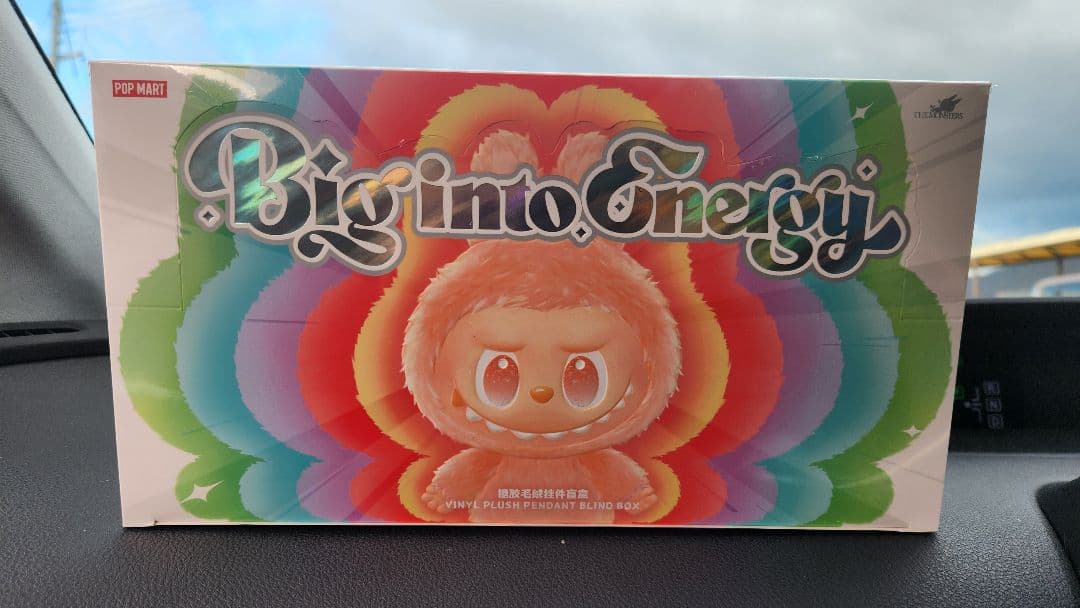 POP MART
THE MONSTERS
Big into Energy
搪胶毛绒挂件盲盒
VINYL PLUSH PENDANT BLIND BOX